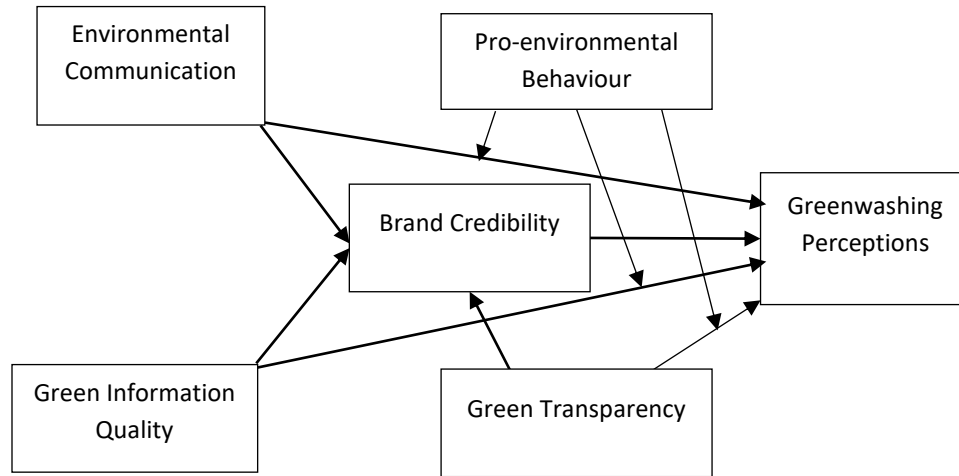 Environmental
Communication
Pro-environmental
Behaviour
Brand Credibility
Greenwashing
Perceptions
Green Information
Quality
Green Transparency